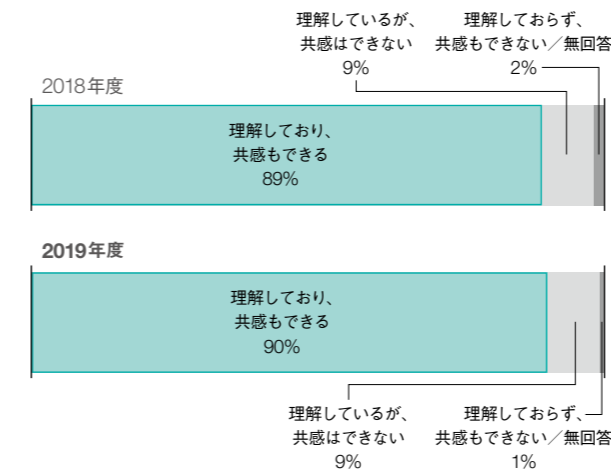 理解しているが、
共感はできない
9%
理解しておらず、
共感もできない／無回答
2%
2018年度
理解しており、
共感もできる
89%
2019年度
理解しており、
共感もできる
90%
理解しているが、
共感はできない
9%
理解しておらず、
共感もできない／無回答
1%